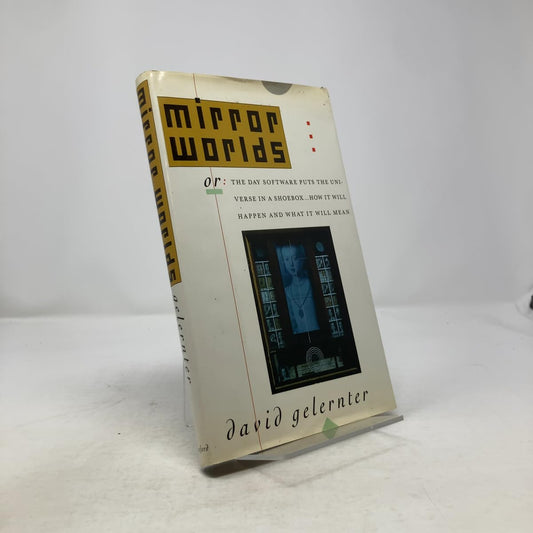 mirror
worlds
or: THE DAY SOFTWARE PUTS THE UNI-
VERSE IN A SHOEBOX...HOW IT WILL
HAPPEN AND WHAT IT WILL MEAN
david gelernter
mirror worlds
gelernter